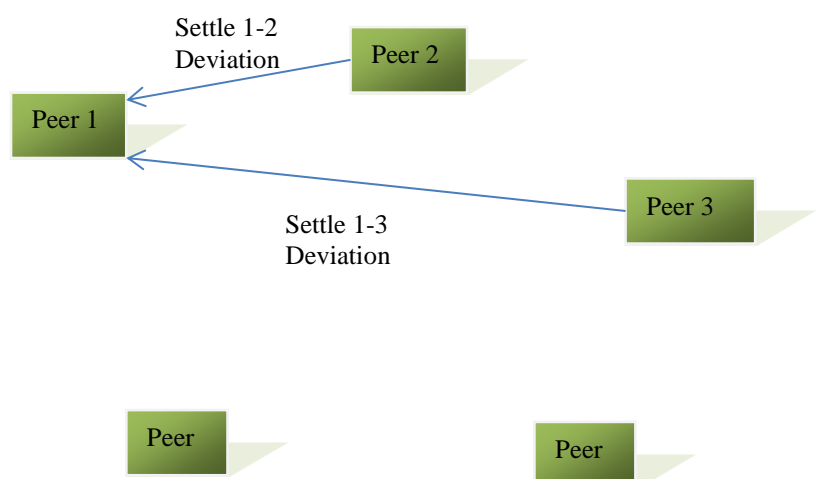 Settle 1-2
Deviation
Peer 2
Peer 1
Peer 3
Settle 1-3
Deviation
Peer
Peer